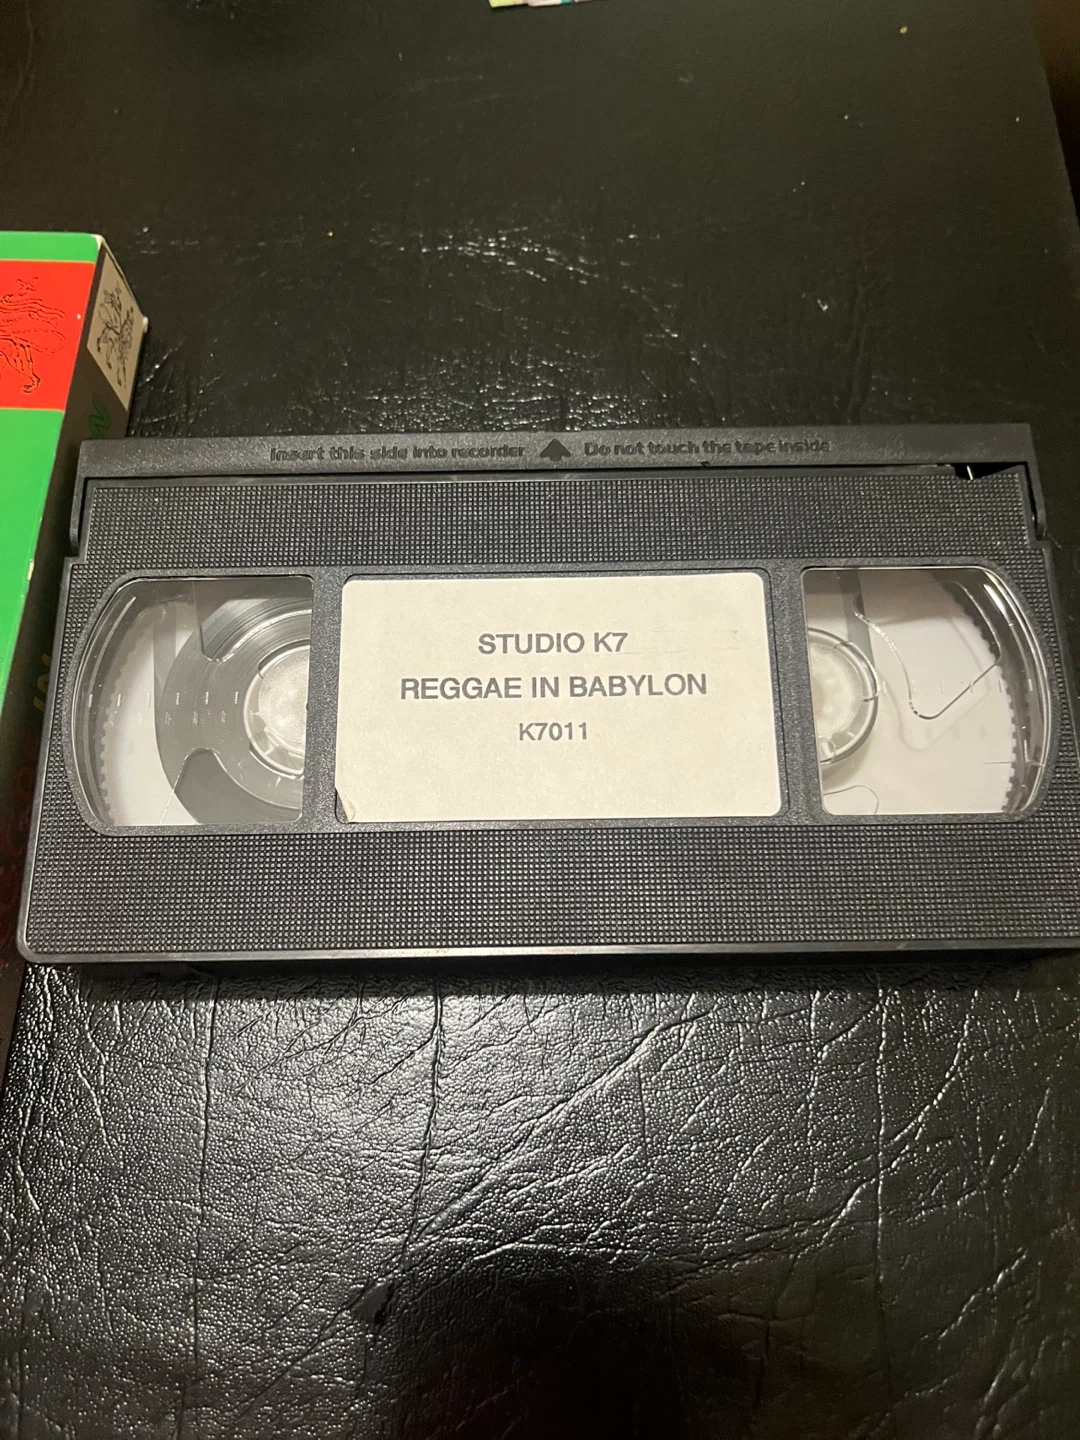 Insert this side into recorder Do not touch the tape inside
STUDIO K7
REGGAE IN BABYLON
K7011